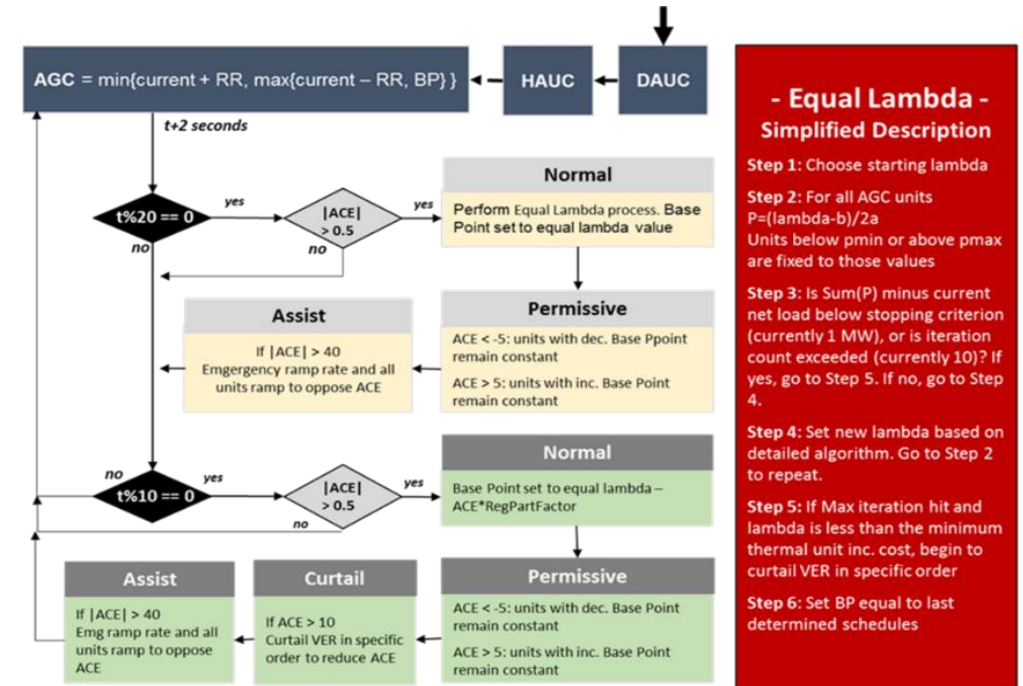 AGC = min{current + RR, max{current – RR, BP} }
HAUC
DAUC
t+2 seconds
t%20 == 0
yes
no
|ACE|
> 0.5
yes
no
Normal
Perform Equal Lambda process. Base
Point set to equal lambda value
Permissive
ACE < -5: units with dec. Base Ppoint
remain constant
ACE > 5: units with inc. Base Point
remain constant
Assist
If |ACE| > 40
Emgergency ramp rate and all
units ramp to oppose ACE
no
t%10 == 0
yes
|ACE|
> 0.5
yes
no
Normal
Base Point set to equal lambda –
ACE*RegPartFactor
Permissive
ACE < -5: units with dec. Base Point
remain constant
ACE > 5: units with inc. Base Point
remain constant
Curtail
If ACE > 10
Curtail VER in specific
order to reduce ACE
Assist
If |ACE| > 40
Emg ramp rate and all
units ramp to oppose
ACE
- Equal Lambda -
Simplified Description
Step 1: Choose starting lambda
Step 2: For all AGC units
P=(lambda-b)/2a
Units below pmin or above pmax
are fixed to those values
Step 3: Is Sum(P) minus current
net load below stopping criterion
(currently 1 MW), or is iteration
count exceeded (currently 10)? If
yes, go to Step 5. If no, go to Step
4.
Step 4: Set new lambda based on
detailed algorithm. Go to Step 2
to repeat.
Step 5: If Max iteration hit and
lambda is less than the minimum
thermal unit inc. cost, begin to
curtail VER in specific order
Step 6: Set BP equal to last
determined schedules